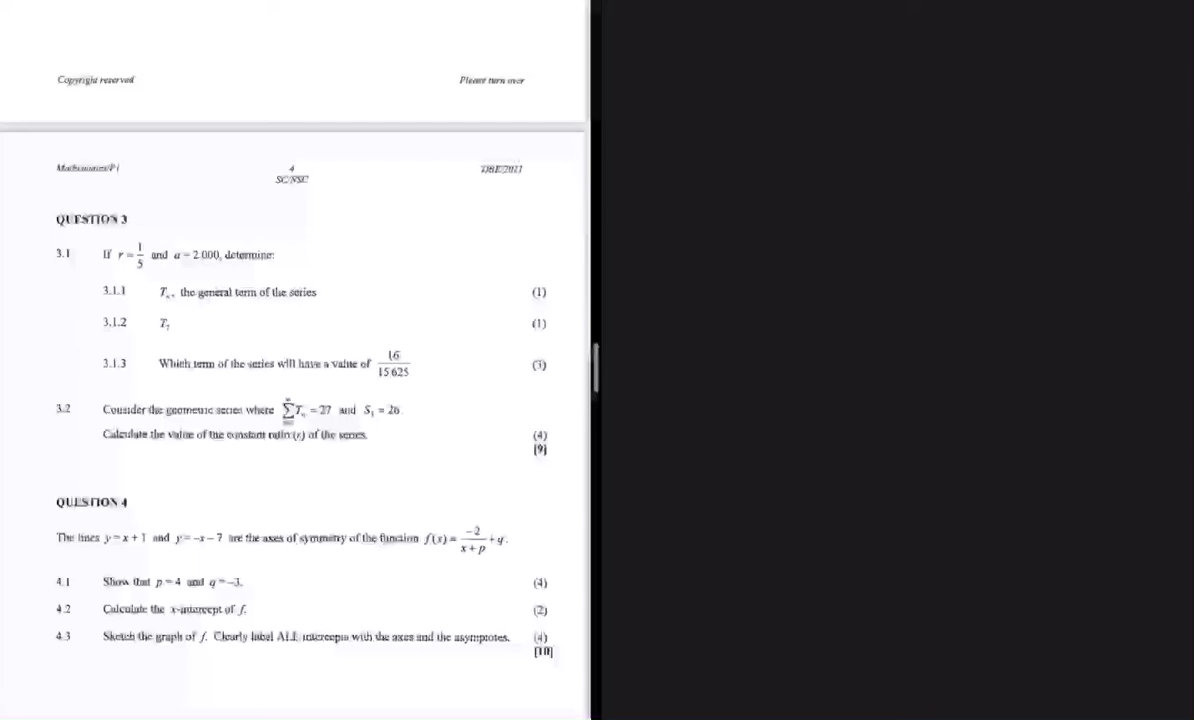 Copyright reserved Please turn over
Mathematics/P1 4 DBE/2021
SC/NSC
QUESTION 3
3.1 If r = 1/5 and a = 2 000, determine:
3.1.1 Tₙ, the general term of the series (1)
3.1.2 T₇ (1)
3.1.3 Which term of the series will have a value of 16/15 625 (3)
3.2 Consider the geometric series where ∑Tₙ = 27 and S = 26.
Calculate the value of the constant ratio (r) of the series. (4)
[9]
QUESTION 4
The lines y = x + 1 and y = –x – 7 are the axes of symmetry of the function f(x) = –2/(x + p) + q.
4.1 Show that p = 4 and q = –3. (4)
4.2 Calculate the x-intercept of f. (2)
4.3 Sketch the graph of f. Clearly label ALL intercepts with the axes and the asymptotes. (4)
[10]